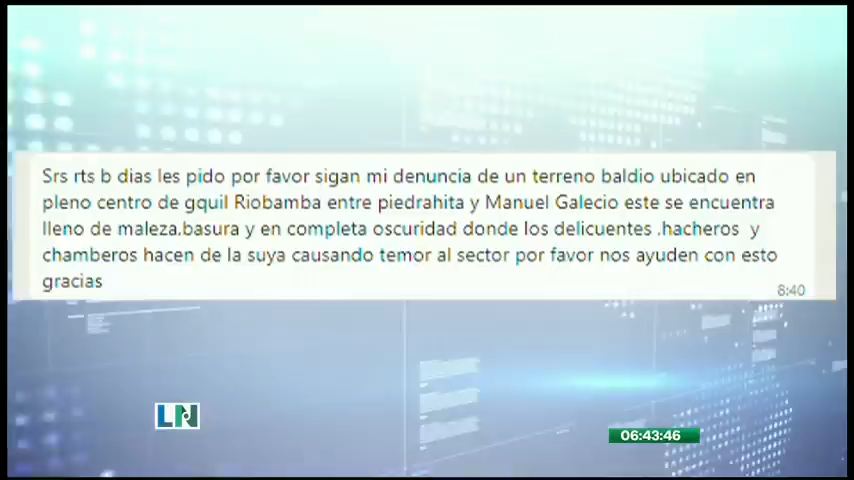 Srs rts b dias les pido por favor sigan mi denuncia de un terreno baldio ubicado en
pleno centro de gquil Riobamba entre piedrahita y Manuel Galecio este se encuentra
lleno de maleza.basura y en completa oscuridad donde los delicuentes .hacheros y
chamberos hacen de la suya causando temor al sector por favor nos ayuden con esto
gracias
8:40
LN
06:43:46